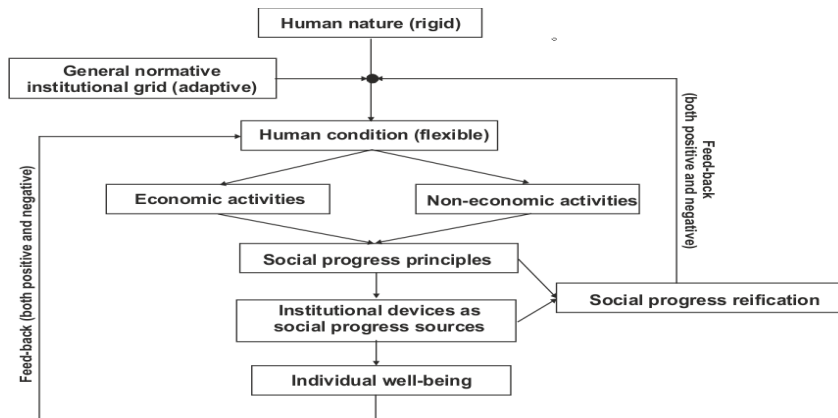 Human nature (rigid)
General normative
institutional grid (adaptive)
Human condition (flexible)
Economic activities
Non-economic activities
Social progress principles
Institutional devices as
social progress sources
Social progress reification
Individual well-being
Feed-back (both positive and negative)
Feed-back
(both positive and negative)